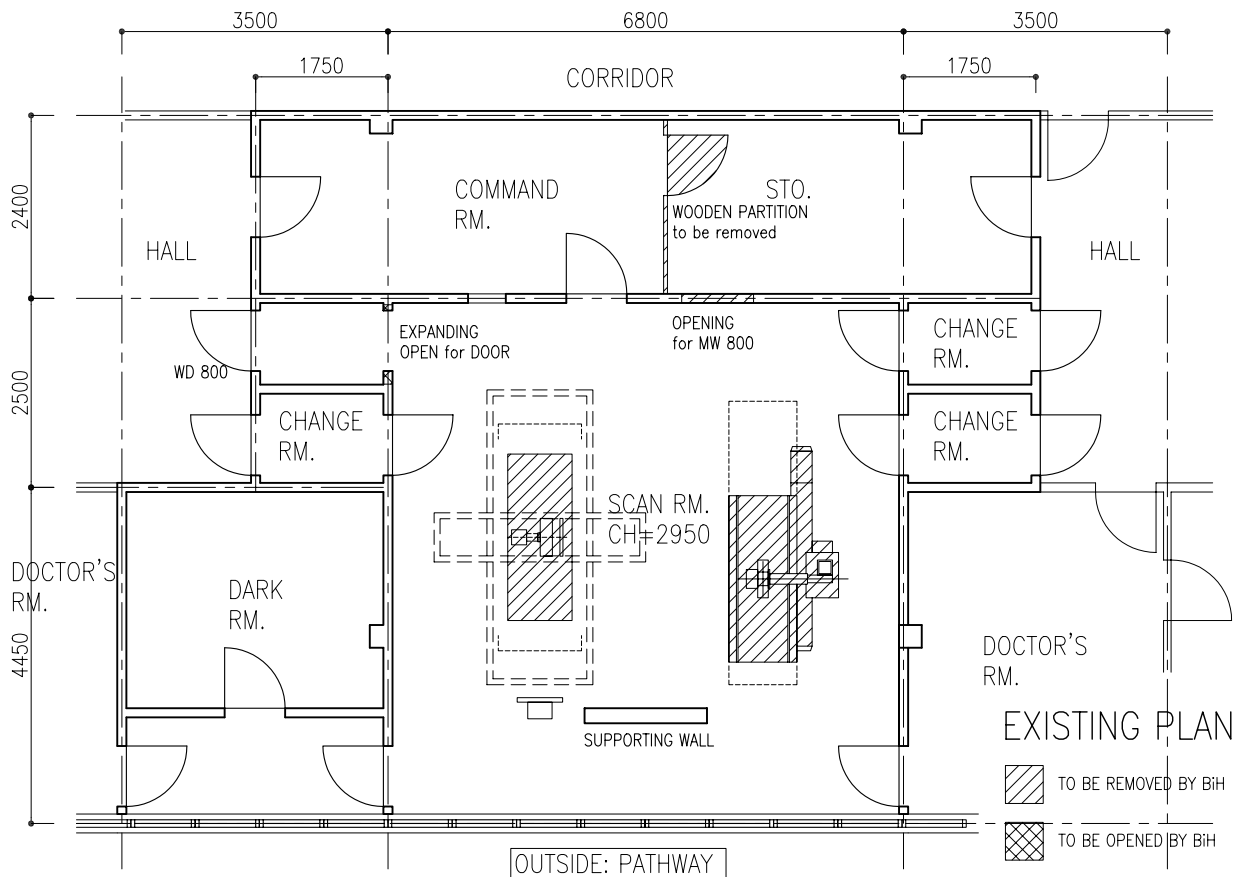 3500
6800
3500
1750
CORRIDOR
1750
2400
COMMAND
RM.
STO.
WOODEN PARTITION
to be removed
HALL
HALL
EXPANDING
OPEN for DOOR
OPENING
for MW 800
CHANGE
RM.
WD 800
2500
CHANGE
RM.
CHANGE
RM.
SCAN RM.
CH=2950
DOCTOR'S
RM.
DARK
RM.
4450
DOCTOR'S
RM.
SUPPORTING WALL
EXISTING PLAN
TO BE REMOVED BY BiH
TO BE OPENED BY BiH
OUTSIDE: PATHWAY